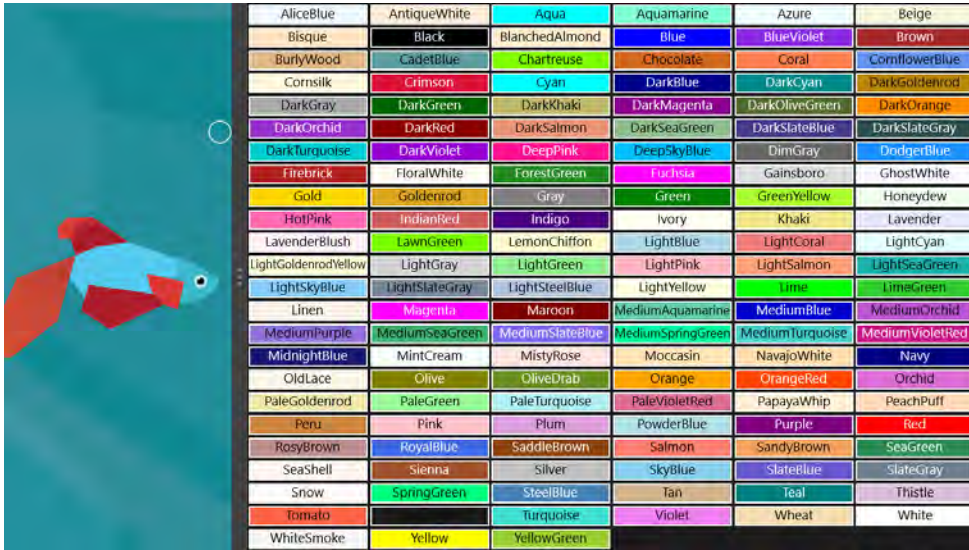 AliceBlue AntiqueWhite Aqua Aquamarine Azure Beige
Bisque Black BlanchedAlmond Blue BlueViolet Brown
BurlyWood CadetBlue Chartreuse Chocolate Coral CornflowerBlue
Cornsilk Crimson Cyan DarkBlue DarkCyan DarkGoldenrod
DarkGray DarkGreen DarkKhaki DarkMagenta DarkOliveGreen DarkOrange
DarkOrchid DarkRed DarkSalmon DarkSeaGreen DarkSlateBlue DarkSlateGray
DarkTurquoise DarkViolet DeepPink DeepSkyBlue DimGray DodgerBlue
Firebrick FloralWhite ForestGreen Fuchsia Gainsboro GhostWhite
Gold Goldenrod Gray Green GreenYellow Honeydew
HotPink IndianRed Indigo Ivory Khaki Lavender
LavenderBlush LawnGreen LemonChiffon LightBlue LightCoral LightCyan
LightGoldenrodYellow LightGray LightGreen LightPink LightSalmon LightSeaGreen
LightSkyBlue LightSlateGray LightSteelBlue LightYellow Lime LimeGreen
Linen Magenta Maroon MediumAquamarine MediumBlue MediumOrchid
MediumPurple MediumSeaGreen MediumSlateBlue MediumSpringGreen MediumTurquoise MediumVioletRed
MidnightBlue MintCream MistyRose Moccasin NavajoWhite Navy
OldLace Olive OliveDrab Orange OrangeRed Orchid
PaleGoldenrod PaleGreen PaleTurquoise PaleVioletRed PapayaWhip PeachPuff
Peru Pink Plum PowderBlue Purple Red
RosyBrown RoyalBlue SaddleBrown Salmon SandyBrown SeaGreen
SeaShell Sienna Silver SkyBlue SlateBlue SlateGray
Snow SpringGreen SteelBlue Tan Teal Thistle
Tomato Turquoise Violet Wheat White
WhiteSmoke Yellow YellowGreen